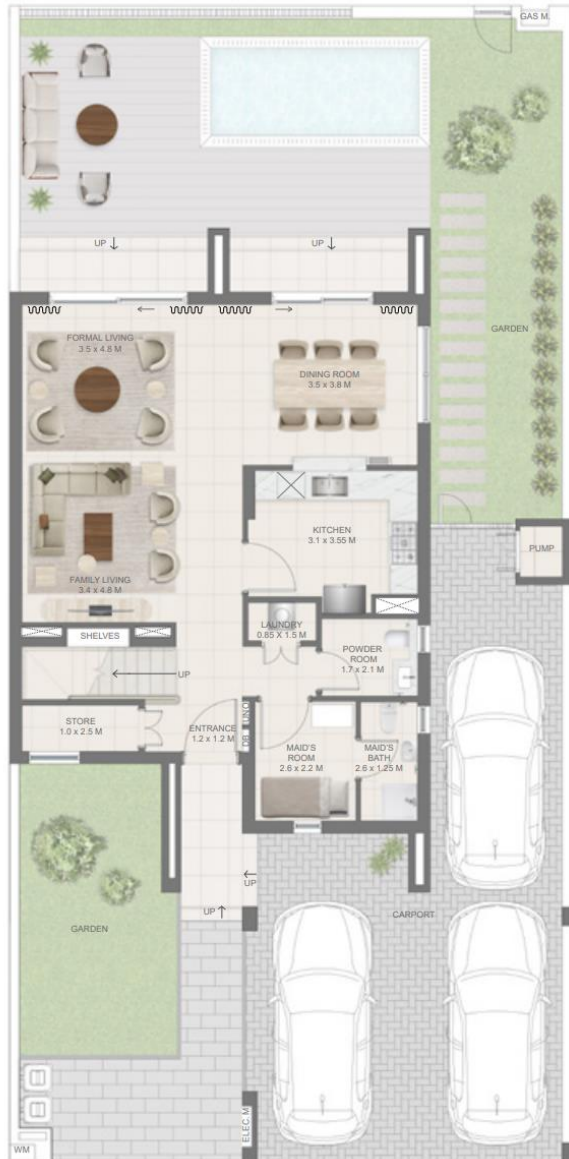 GAS M.
UP
UP
GARDEN
FORMAL LIVING
3.5 x 4.8 M
DINING ROOM
3.5 x 3.8 M
KITCHEN
3.1 x 3.55 M
PUMP
FAMILY LIVING
3.4 x 4.8 M
LAUNDRY
0.85 X 1.5 M
SHELVES
POWDER
ROOM
1.7 x 2.1 M
UP
STORE
1.0 x 2.5 M
ENTRANCE
1.2 x 1.2 M
DB
MAID'S
ROOM
2.6 x 2.2 M
MAID'S
BATH
2.6 x 1.25 M
UP
UP
CARPORT
GARDEN
ELEC.M
WM